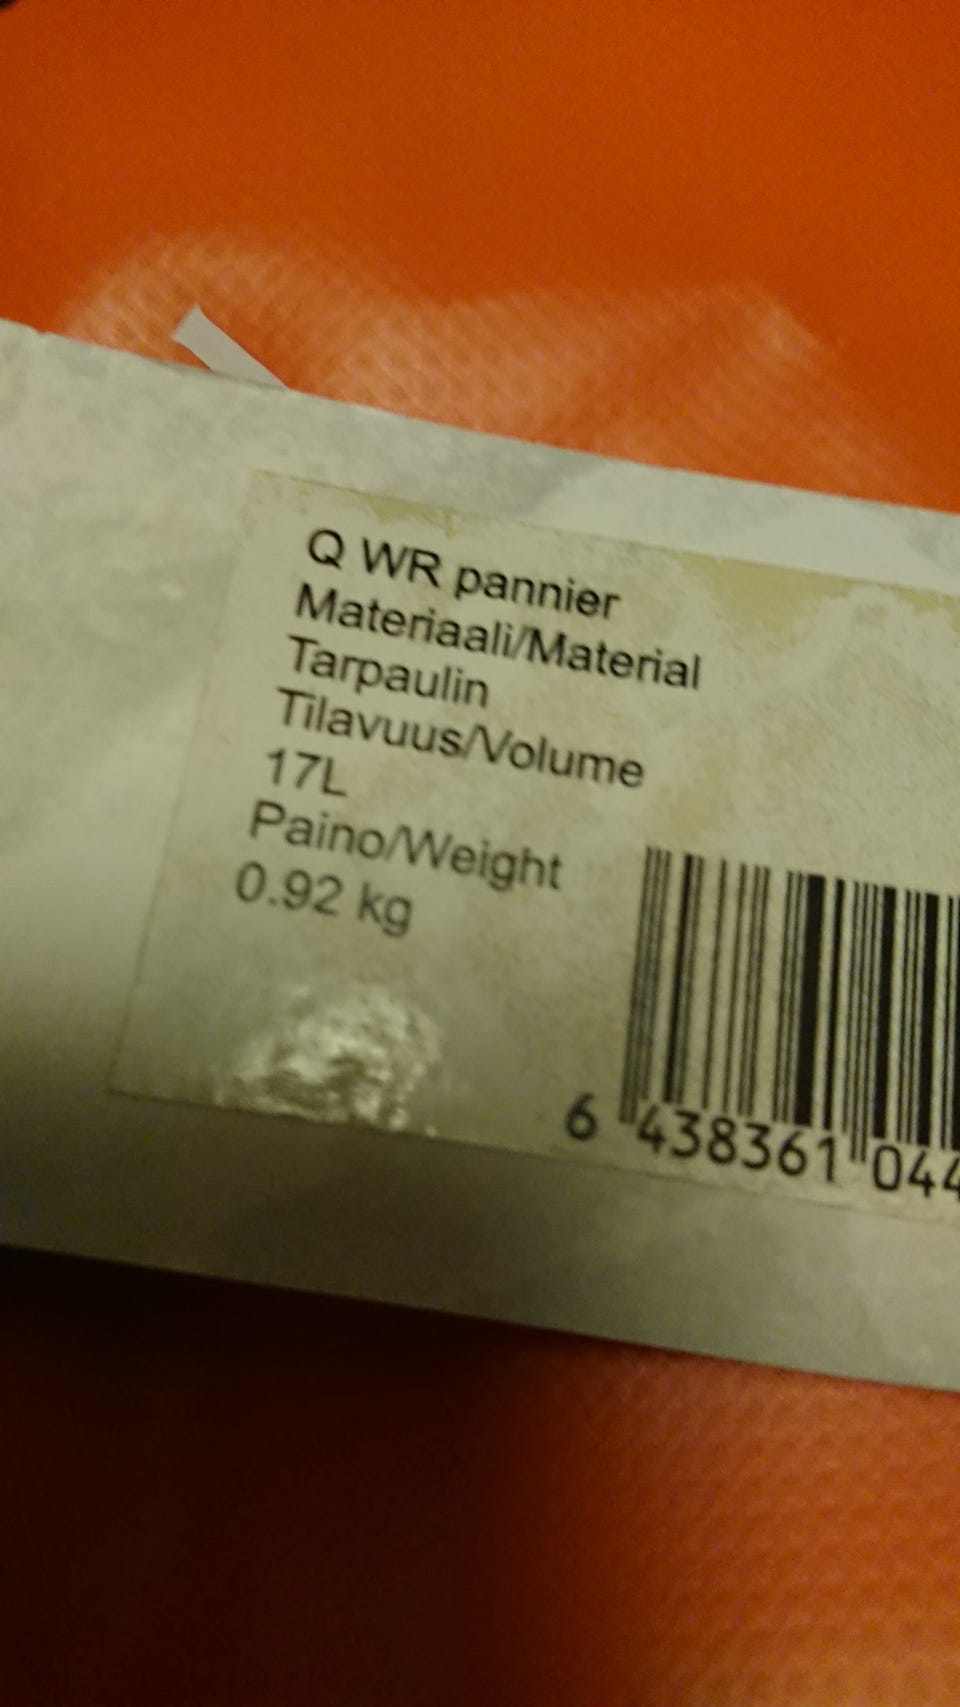 Q WR pannier
Materiaali/Material
Tarpaulin
Tilavuus/Volume
17L
Paino/Weight
0.92 kg
6 438361 044